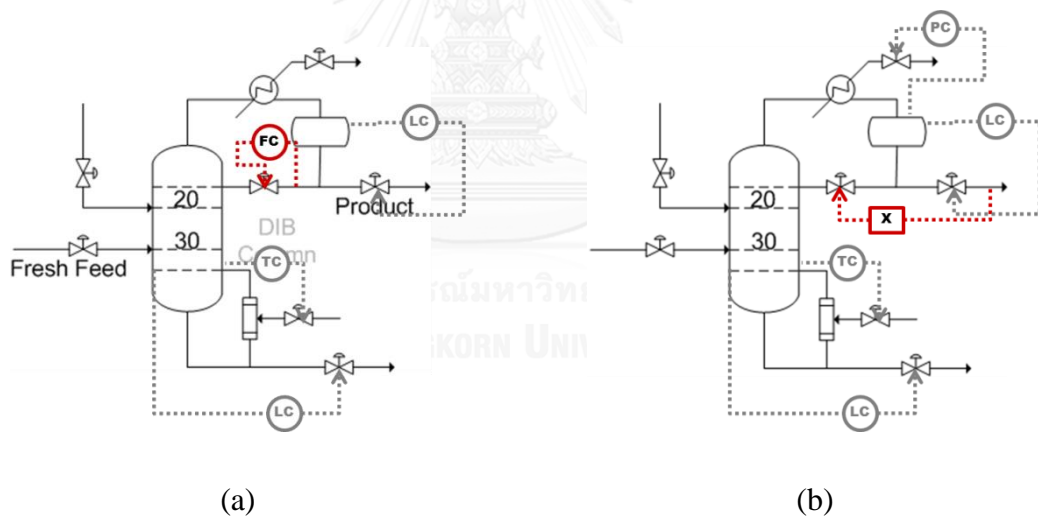 PC
LC
LC
FC
Product
20
20
X
DIB
Column
30
30
TC
TC
Fresh Feed
LC
LC
(a)
(b)